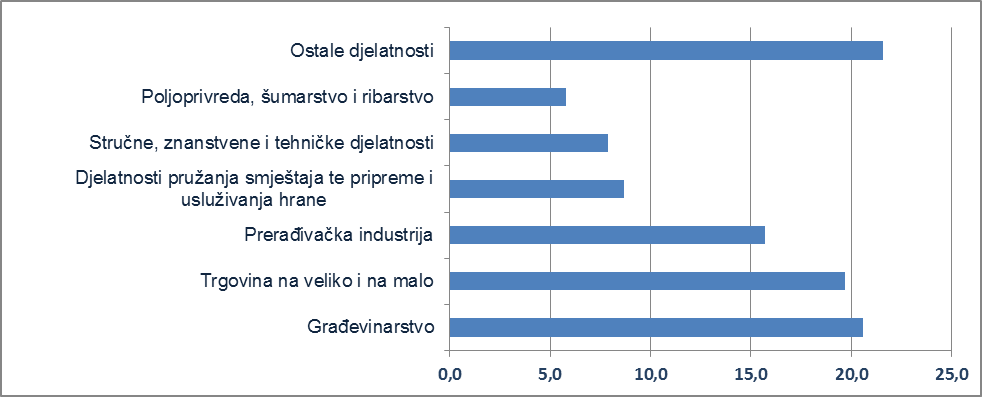 Ostale djelatnosti
Poljoprivreda, šumarstvo i ribarstvo
Stručne, znanstvene i tehničke djelatnosti
Djelatnosti pružanja smještaja te pripreme i
usluživanja hrane
Prerađivačka industrija
Trgovina na veliko i na malo
Građevinarstvo
0,0 5,0 10,0 15,0 20,0 25,0